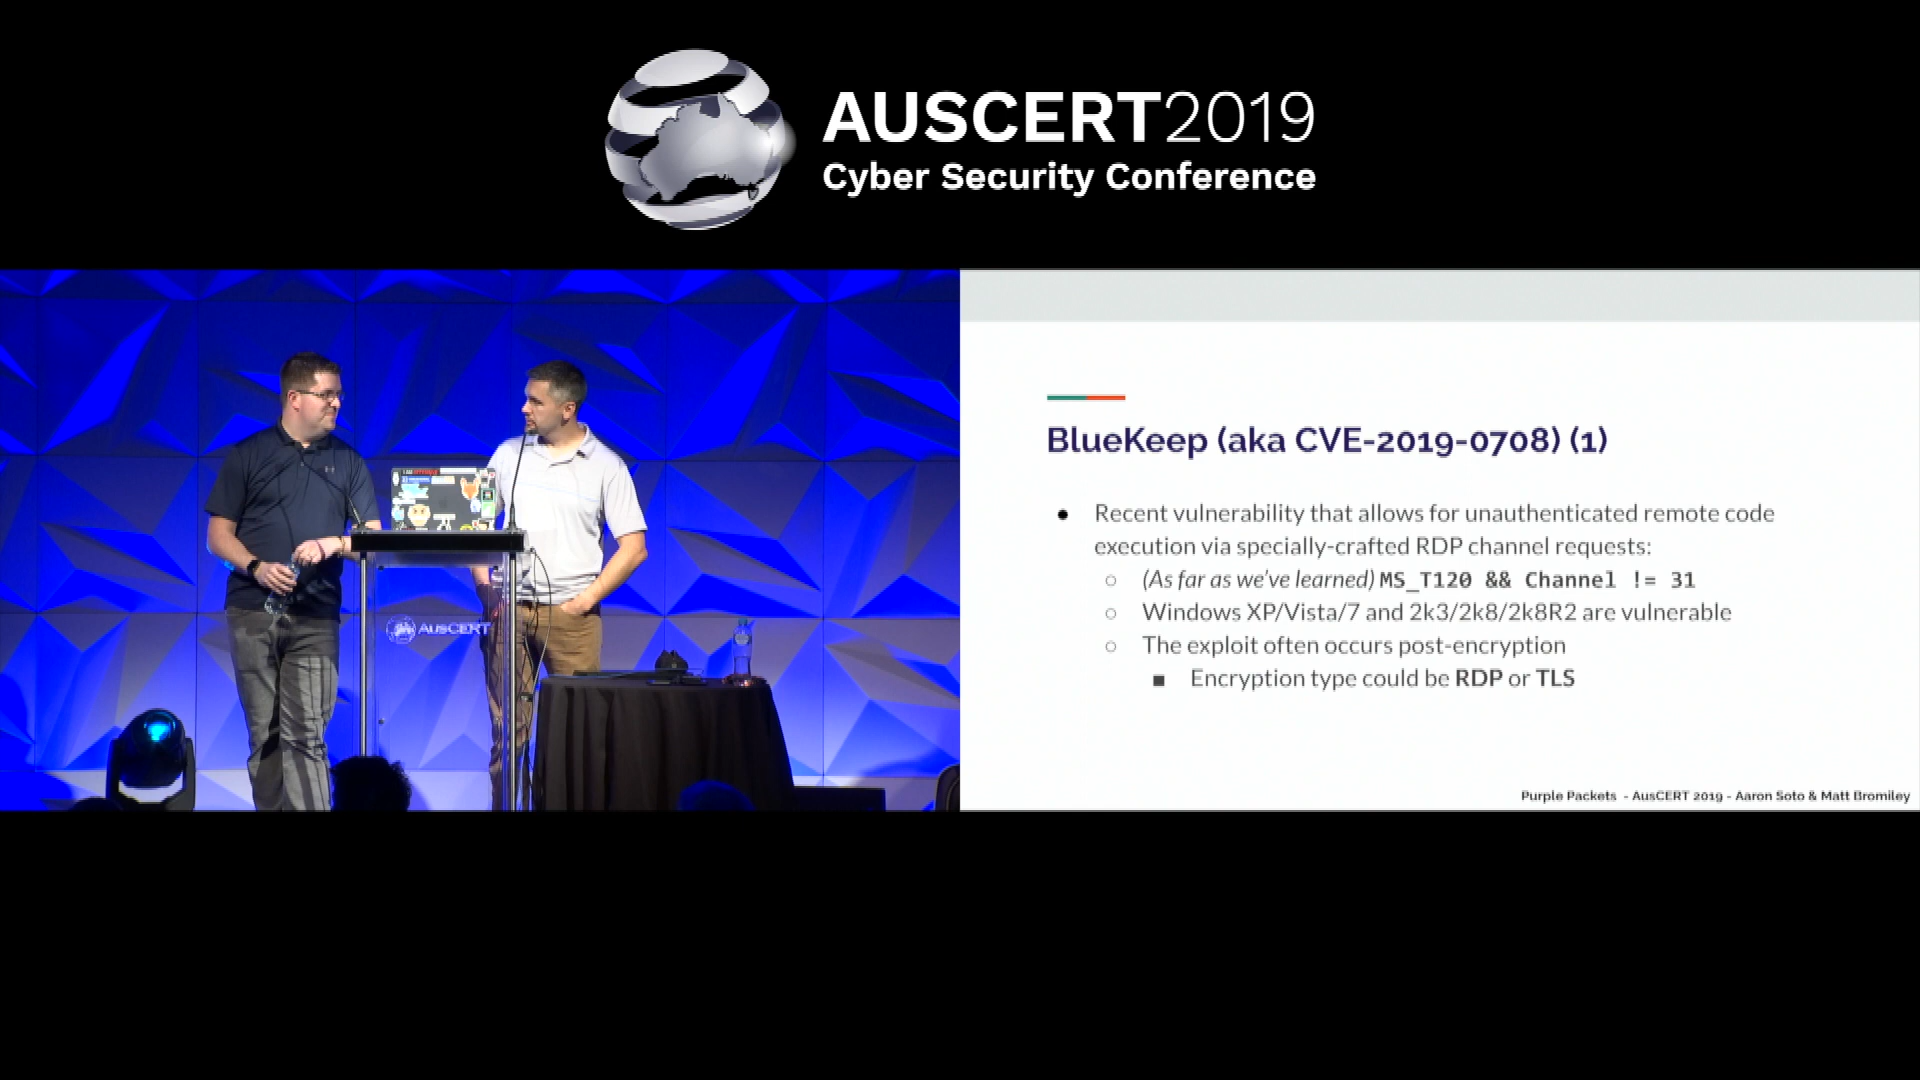 AUSCERT2019
Cyber Security Conference
AUSCERT
BlueKeep (aka CVE-2019-0708) (1)
● Recent vulnerability that allows for unauthenticated remote code
execution via specially-crafted RDP channel requests:
○ (As far as we've learned) MS_T120 && Channel != 31
○ Windows XP/Vista/7 and 2k3/2k8/2k8R2 are vulnerable
○ The exploit often occurs post-encryption
■ Encryption type could be RDP or TLS
Purple Packets - AusCERT 2019 - Aaron Soto & Matt Bromiley